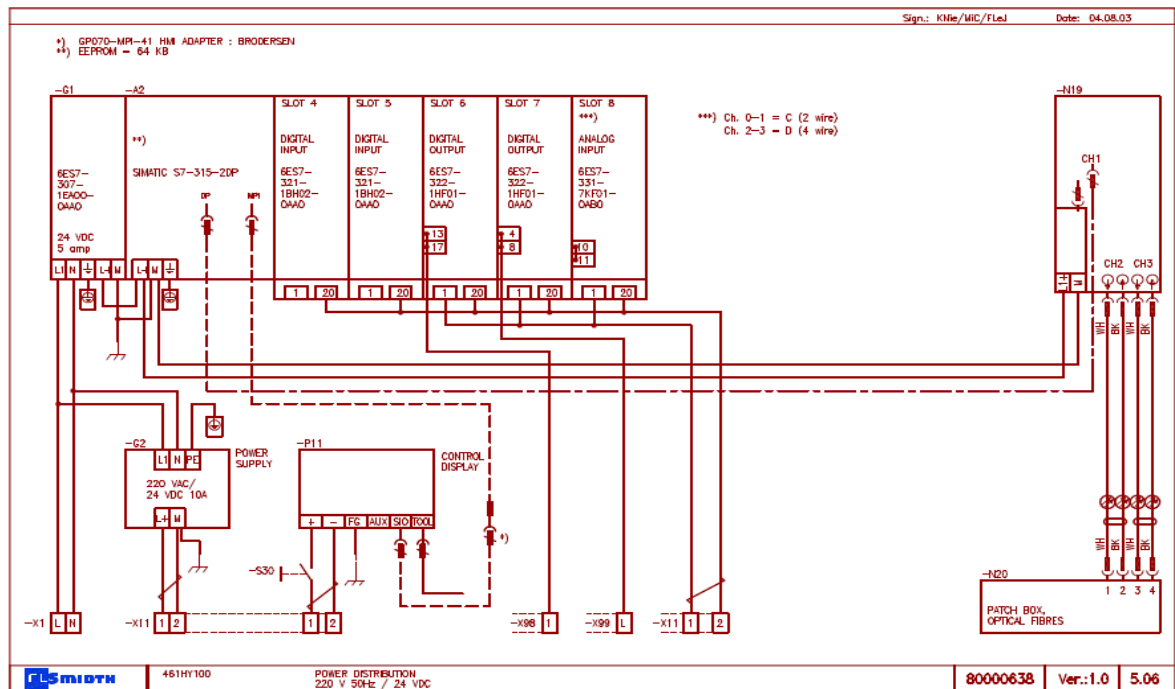 Sign.: KNie/MiC/FLeJ Date: 04.08.03
*) GP070-MPI-41 HMI ADAPTER : BRODERSEN
**) EEPROM = 64 KB
-G1 -A2 -N19
SLOT 4 SLOT 5 SLOT 6 SLOT 7 SLOT 8
***)
***) Ch. 0-1 = C (2 wire)
Ch. 2-3 = D (4 wire)
**)
DIGITAL INPUT
DIGITAL INPUT
DIGITAL OUTPUT
DIGITAL OUTPUT
ANALOG INPUT
6ES7-
307-
1EA00-
0AA0
24 VDC
5 amp
SIMATIC S7-315-2DP
DP MPI
6ES7-
321-
1BH02-
0AA0
6ES7-
321-
1BH02-
0AA0
6ES7-
322-
1HF01-
0AA0
6ES7-
322-
1HF01-
0AA0
6ES7-
331-
7KF01-
0AB0
CH1
13
17
4
8
10
11
L1 N L+ M L+ M
1 20 1 20 1 20 1 20 1 20
L1+ M
CH2 CH3
WH BK WH BK
-G2
L1 N PE
POWER
SUPPLY
220 VAC/
24 VDC 10A
L+ M
-P11
CONTROL
DISPLAY
+ - FG AUX SIO TOOL
*)
-S30
WH BK WH BK
-N20
1 2 3 4
PATCH BOX,
OPTICAL FIBRES
-X1 L N -X11 1 2 1 2 -X98 1 -X99 L -X11 1 2
FLSMIDTH 461HY100 POWER DISTRIBUTION
220 V 50Hz / 24 VDC
80000638 Ver.:1.0 5.06